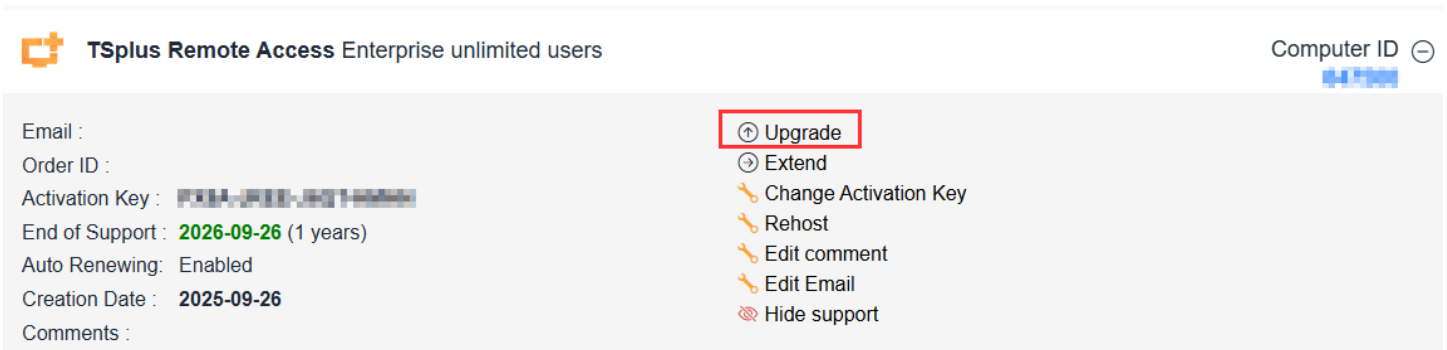 TSplus Remote Access Enterprise unlimited users
Computer ID
Email :
Order ID :
Activation Key :
End of Support : 2026-09-26 (1 years)
Auto Renewing: Enabled
Creation Date : 2025-09-26
Comments :
Upgrade
Extend
Change Activation Key
Rehost
Edit comment
Edit Email
Hide support